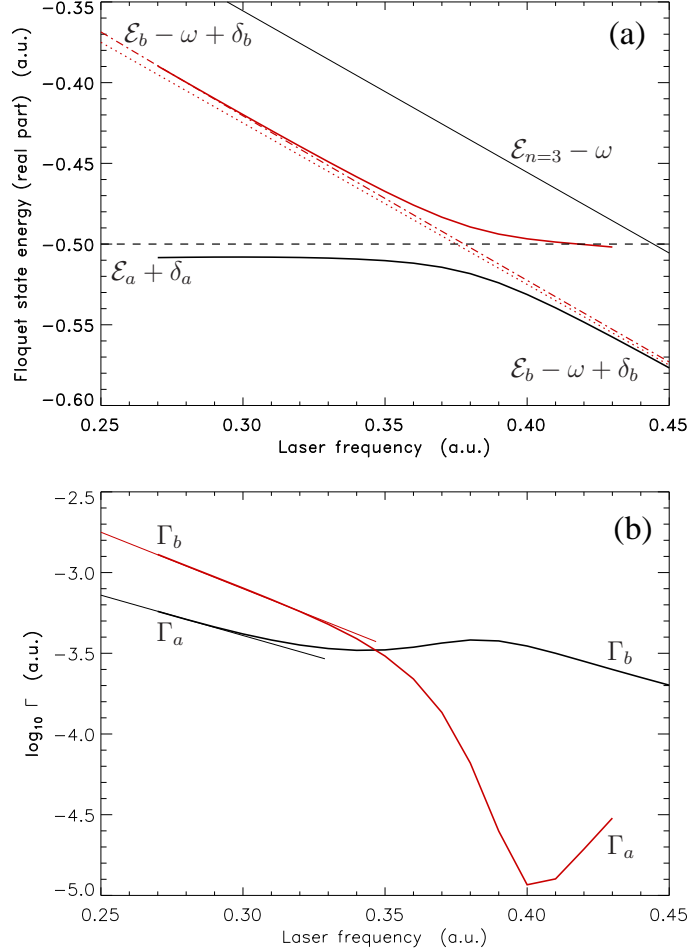 −0.35
(a)
ℰ_b − ω + δ_b
−0.40
ℰ_{n=3} − ω
−0.45
−0.50
ℰ_a + δ_a
−0.55
ℰ_b − ω + δ_b
−0.60
0.25 0.30 0.35 0.40 0.45
Laser frequency (a.u.)
Floquet state energy (real part) (a.u.)
−2.5
(b)
Γ_b
−3.0
Γ_a
−3.5
Γ_b
−4.0
−4.5
Γ_a
−5.0
0.25 0.30 0.35 0.40 0.45
Laser frequency (a.u.)
log₁₀ Γ (a.u.)